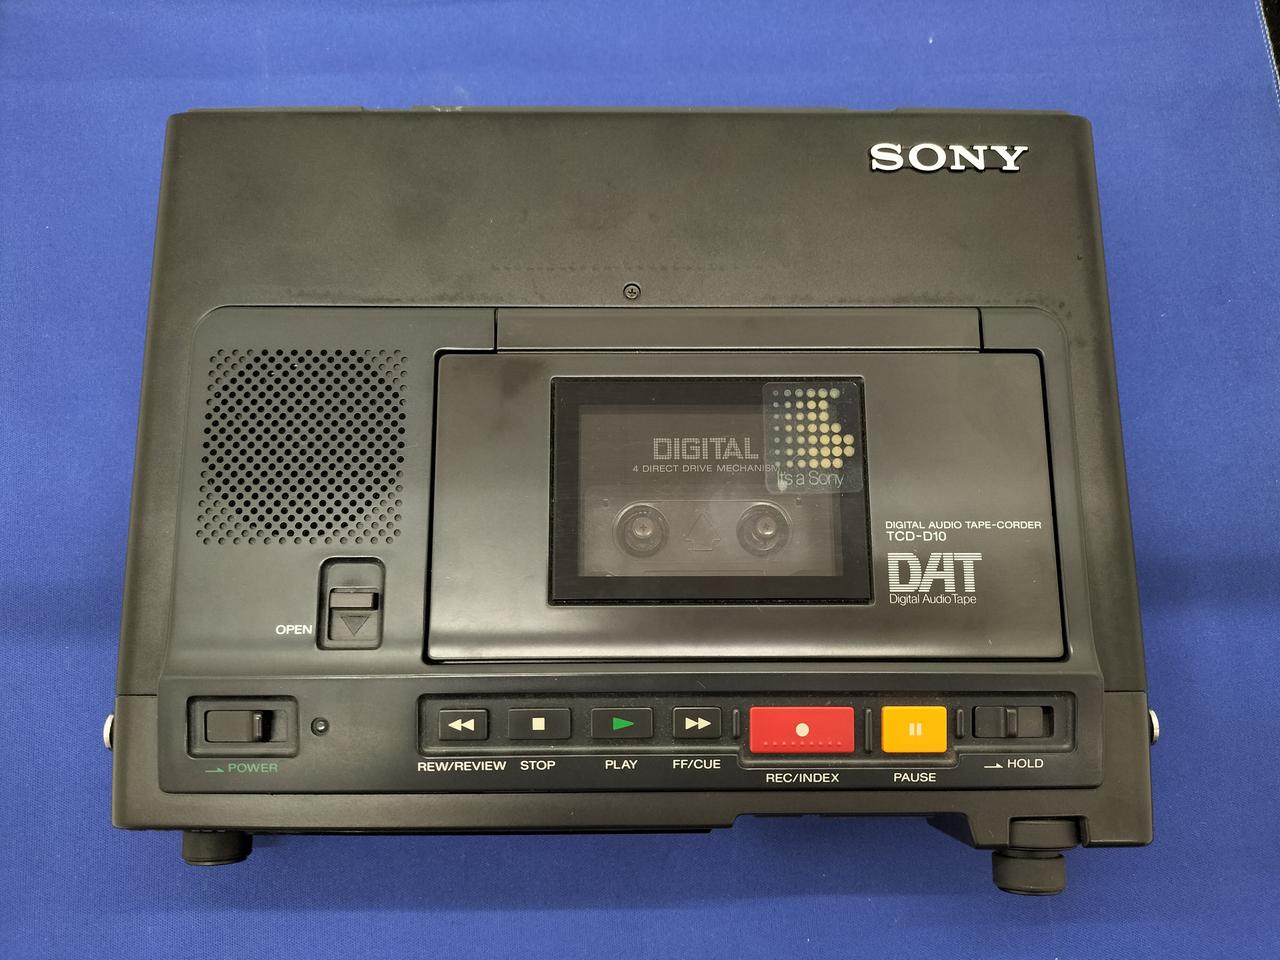 SONY
DIGITAL
4 DIRECT DRIVE MECHANISM
It's a Sony
DIGITAL AUDIO TAPE-CORDER
TCD-D10
DAT
Digital Audio Tape
OPEN
POWER
REW/REVIEW STOP PLAY FF/CUE REC/INDEX PAUSE HOLD